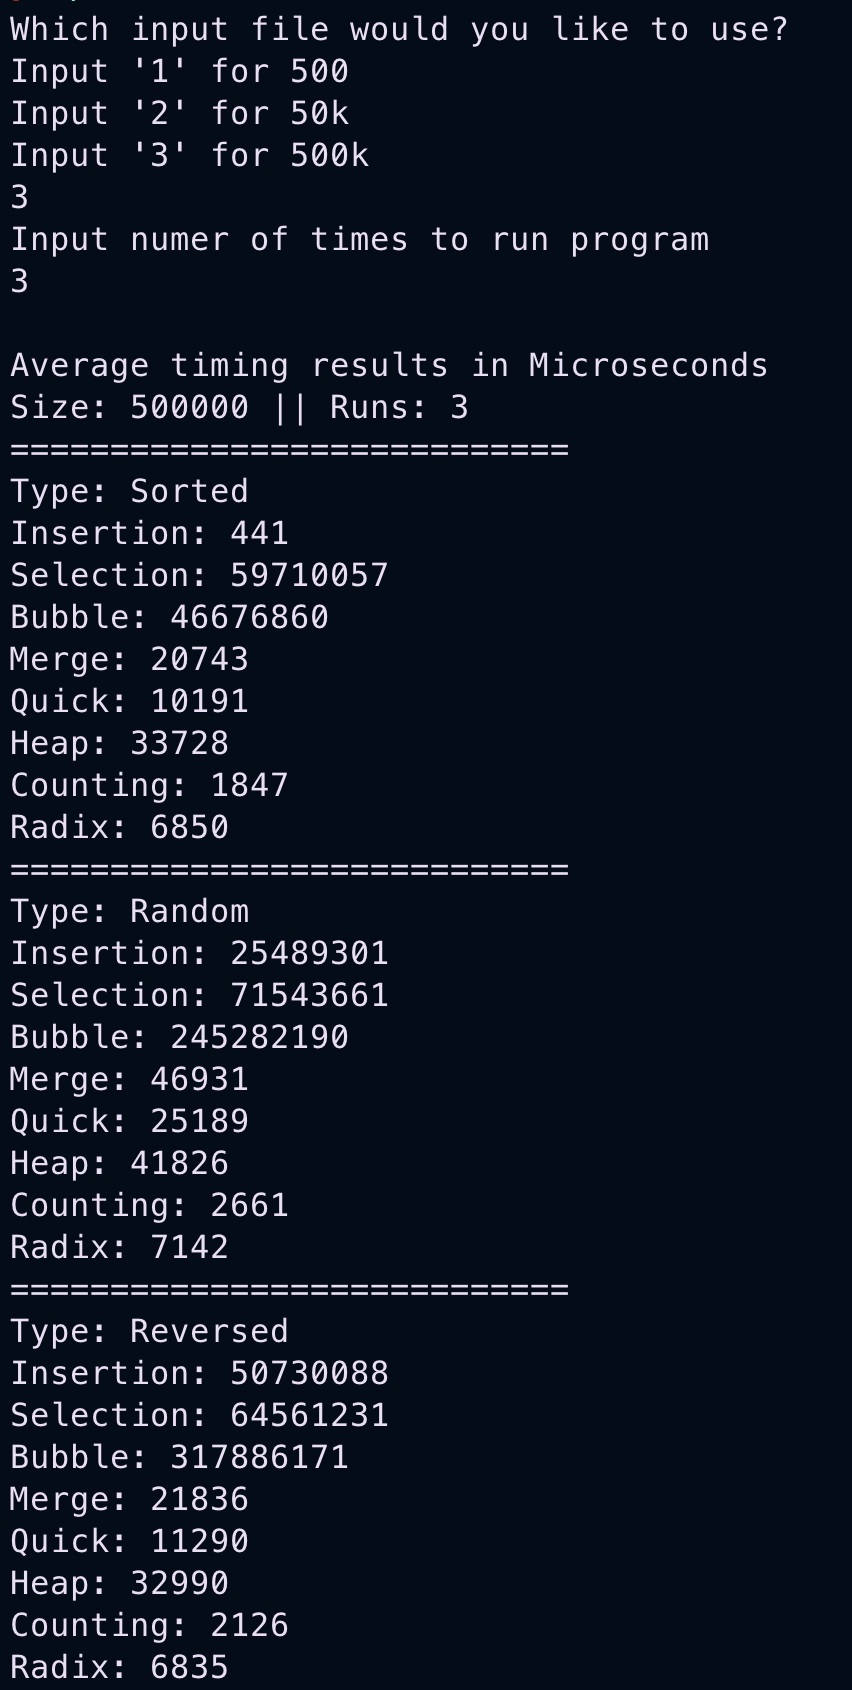 Which input file would you like to use?
Input '1' for 500
Input '2' for 50k
Input '3' for 500k
3
Input numer of times to run program
3

Average timing results in Microseconds
Size: 500000 || Runs: 3
============================
Type: Sorted
Insertion: 441
Selection: 59710057
Bubble: 46676860
Merge: 20743
Quick: 10191
Heap: 33728
Counting: 1847
Radix: 6850
============================
Type: Random
Insertion: 25489301
Selection: 71543661
Bubble: 245282190
Merge: 46931
Quick: 25189
Heap: 41826
Counting: 2661
Radix: 7142
============================
Type: Reversed
Insertion: 50730088
Selection: 64561231
Bubble: 317886171
Merge: 21836
Quick: 11290
Heap: 32990
Counting: 2126
Radix: 6835